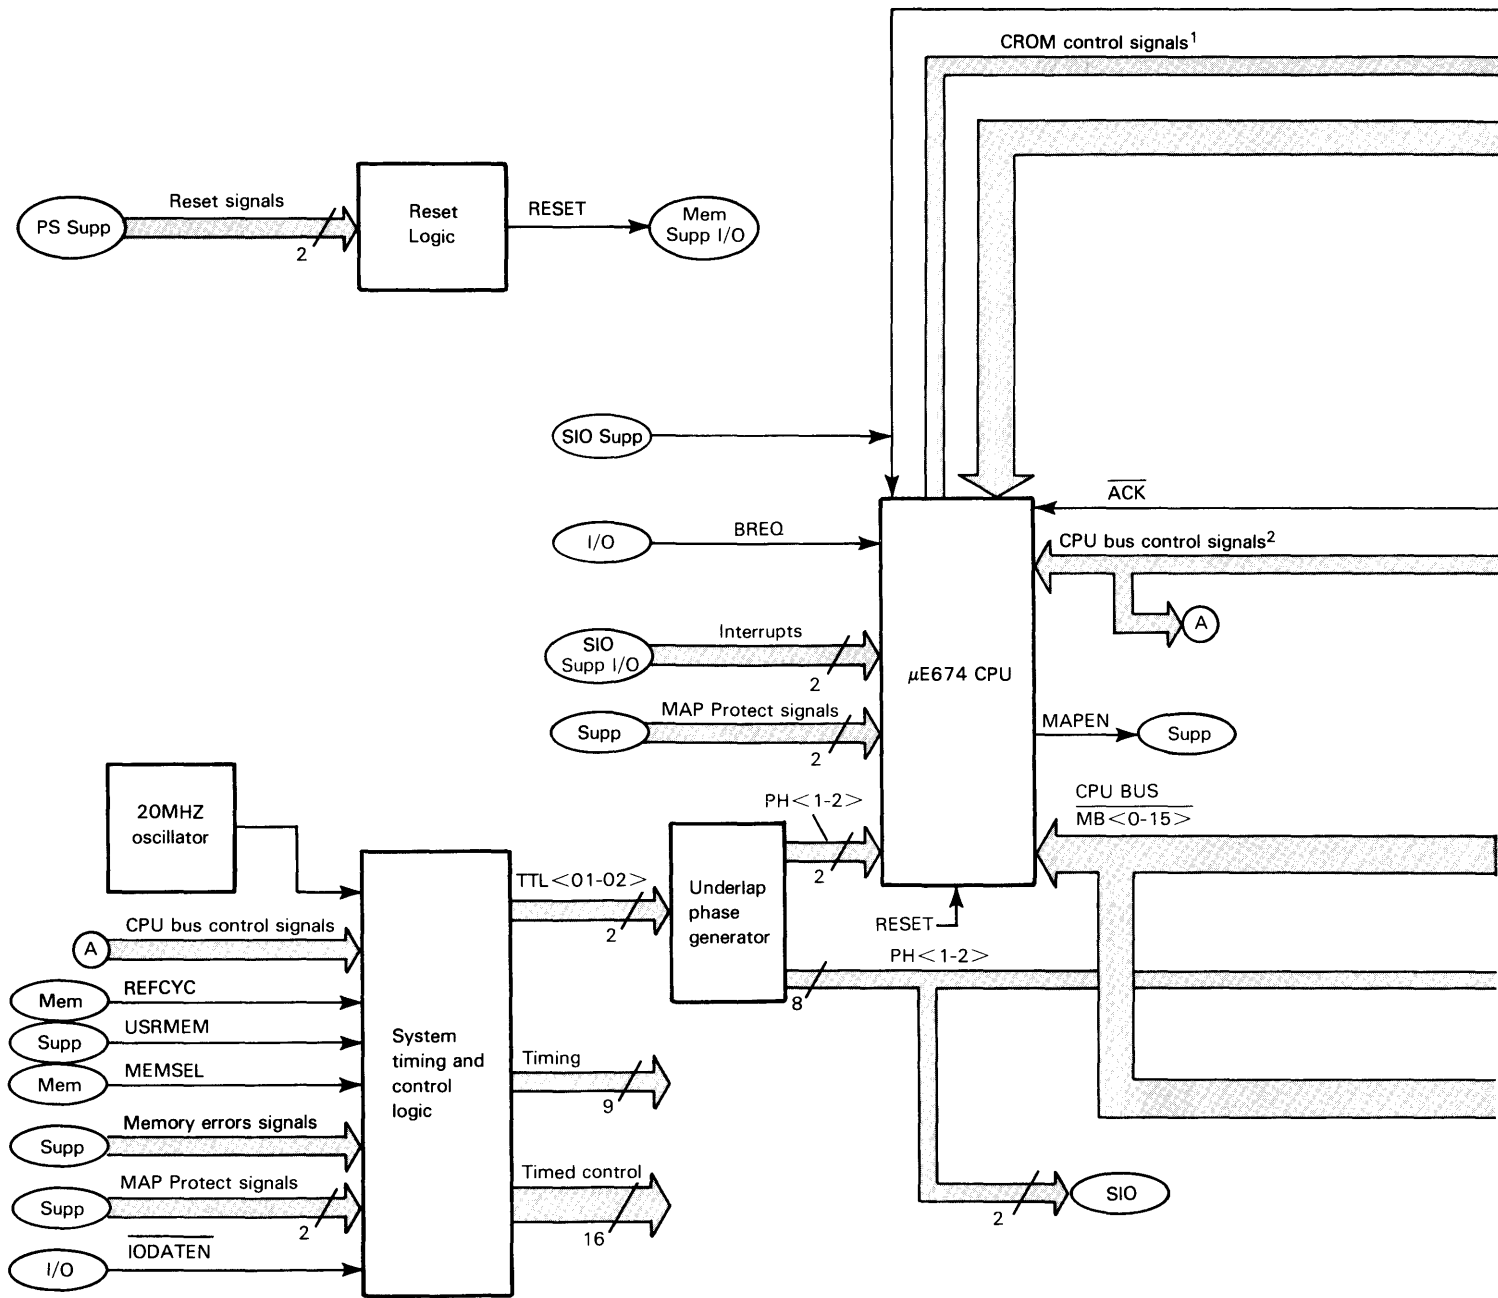 CROM control signals¹
PS Supp
Reset signals
2
Reset
Logic
RESET
Mem
Supp I/O
SIO Supp
ACK
I/O
BREQ
CPU bus control signals²
A
SIO
Supp I/O
Interrupts
2
µE674 CPU
Supp
MAP Protect signals
2
MAPEN
Supp
20MHZ
oscillator
PH<1-2>
2
CPU BUS
MB<0-15>
TTL<01-02>
2
Underlap
phase
generator
RESET
A
CPU bus control signals
PH<1-2>
8
Mem
REFCYC
Supp
USRMEM
Mem
MEMSEL
System
timing and
control
logic
Timing
9
Supp
Memory errors signals
Supp
MAP Protect signals
2
Timed control
16
2
SIO
I/O
IODATEN